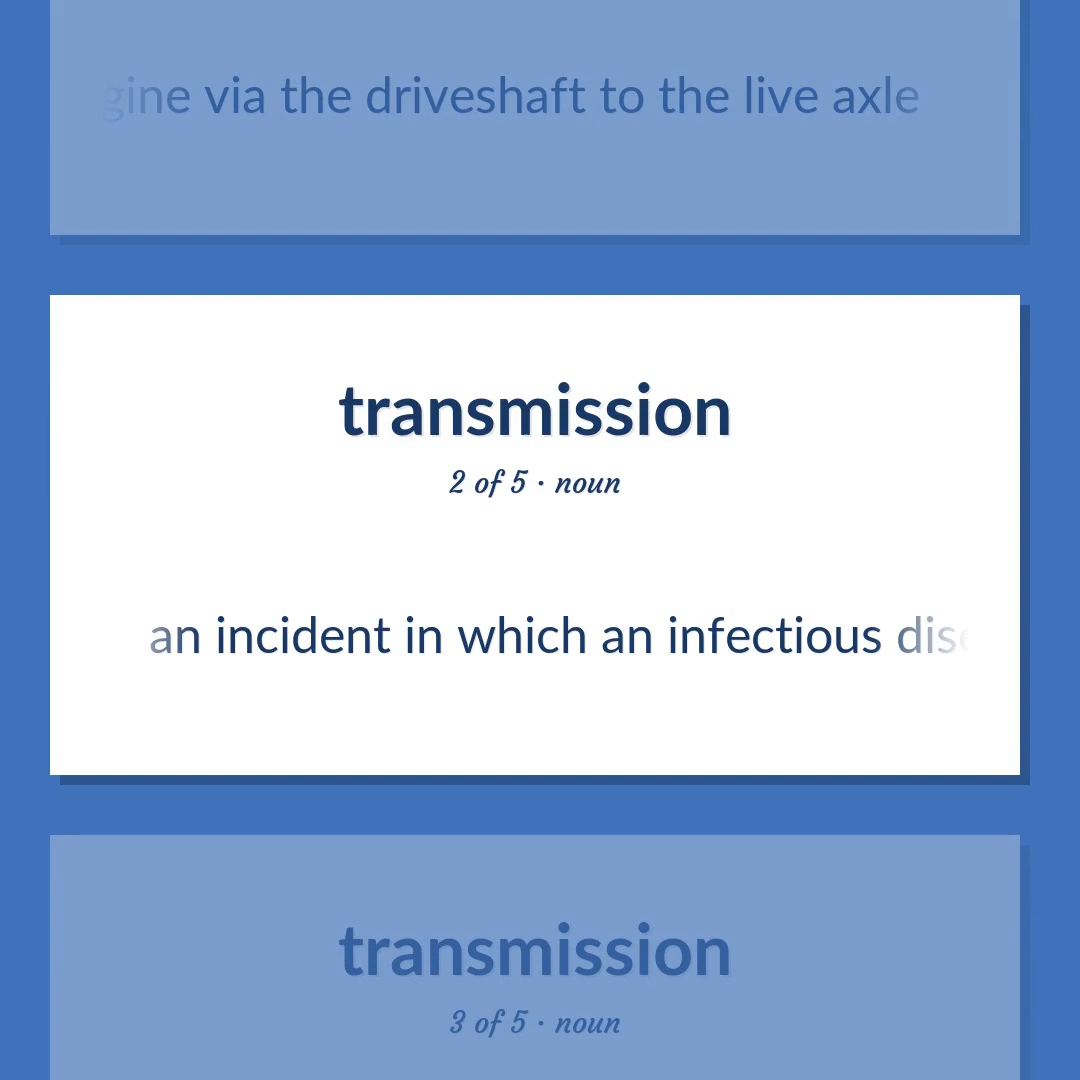 gine via the driveshaft to the live axle
transmission
2 of 5 · noun
an incident in which an infectious dise
transmission
3 of 5 · noun